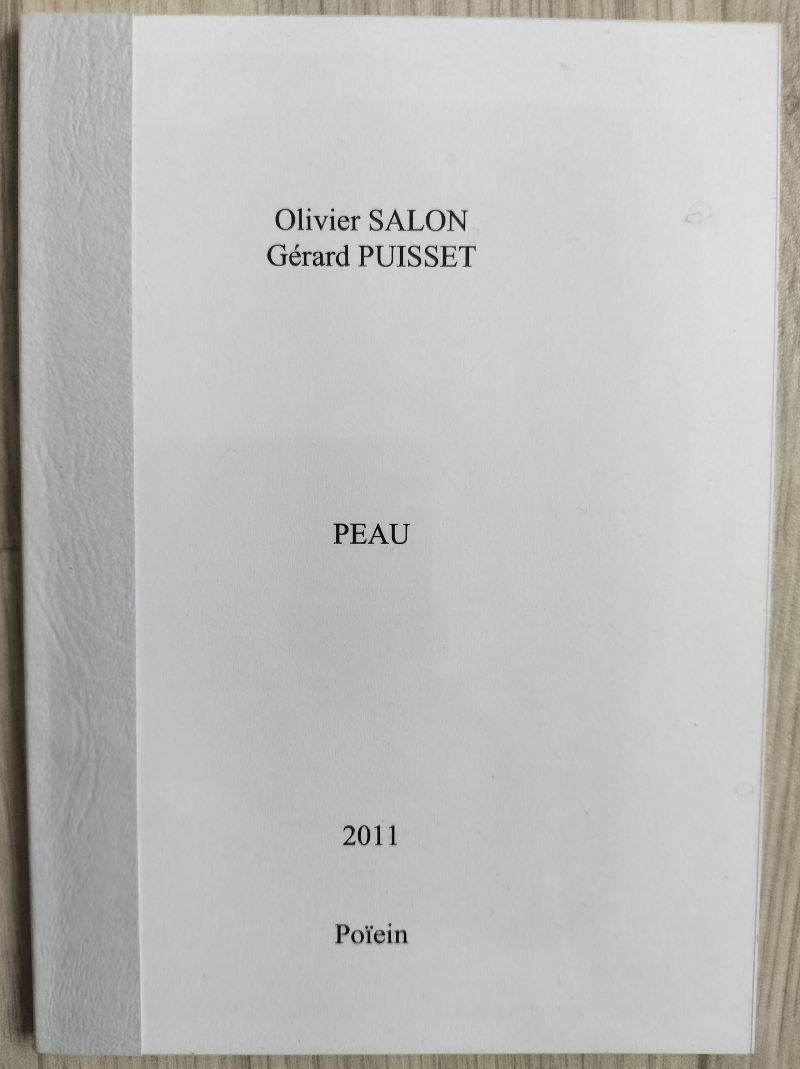 Olivier SALON
Gérard PUISSET
PEAU
2011
Poïein